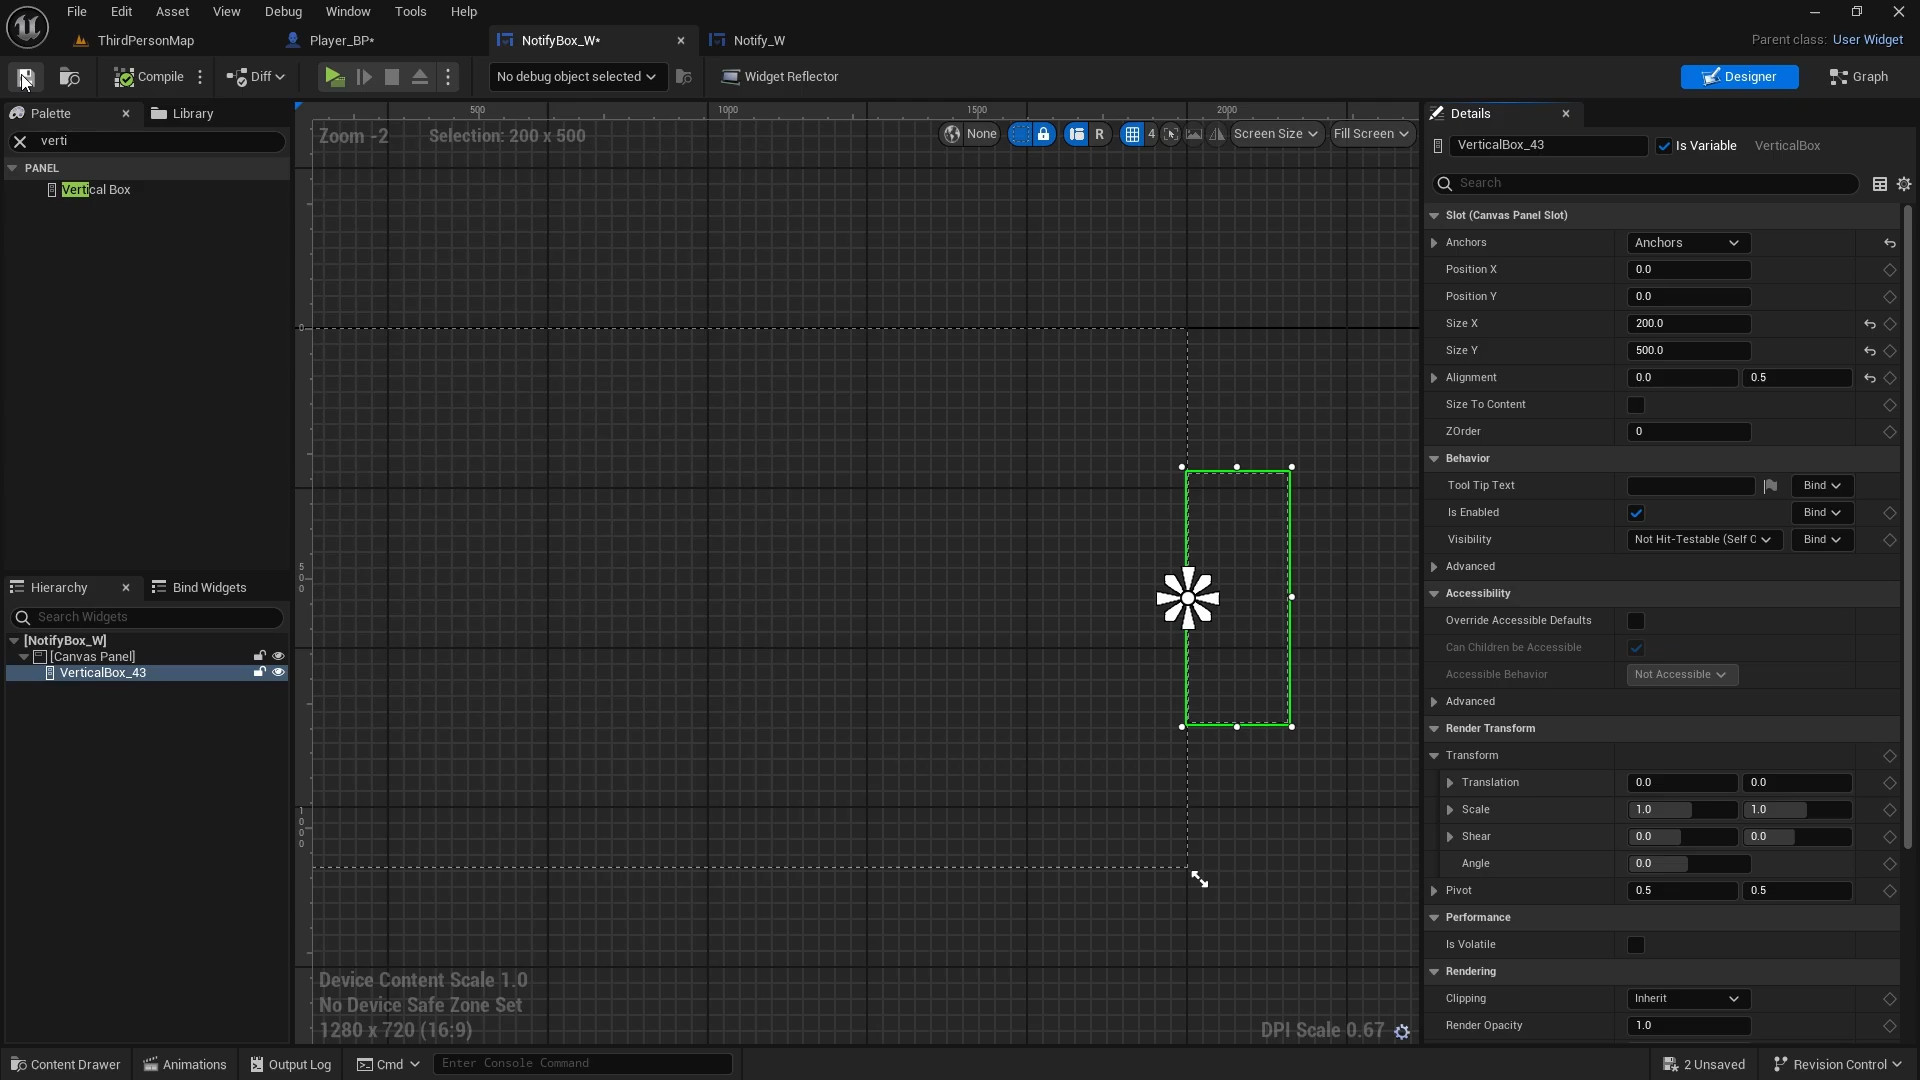 File Edit Asset View Debug Window Tools Help
ThirdPersonMap Player_BP* NotifyBox_W* Notify_W
Parent class: User Widget
Compile Diff No debug object selected Widget Reflector Designer Graph
Palette Library
verti
PANEL
Vertical Box
Hierarchy Bind Widgets
Search Widgets
[NotifyBox_W]
[Canvas Panel]
VerticalBox_43
500 1000 1500 2000
Zoom -2 Selection: 200 x 500
None R 4 Screen Size Fill Screen
0
500
1000
Device Content Scale 1.0
No Device Safe Zone Set
1280 x 720 (16:9)
DPI Scale 0.67
Details
VerticalBox_43 Is Variable VerticalBox
Search
Slot (Canvas Panel Slot)
Anchors Anchors
Position X 0.0
Position Y 0.0
Size X 200.0
Size Y 500.0
Alignment 0.0 0.5
Size To Content
ZOrder 0
Behavior
Tool Tip Text Bind
Is Enabled Bind
Visibility Not Hit-Testable (Self C Bind
Advanced
Accessibility
Override Accessible Defaults
Can Children be Accessible
Accessible Behavior Not Accessible
Advanced
Render Transform
Transform
Translation 0.0 0.0
Scale 1.0 1.0
Shear 0.0 0.0
Angle 0.0
Pivot 0.5 0.5
Performance
Is Volatile
Rendering
Clipping Inherit
Render Opacity 1.0
Content Drawer Animations Output Log Cmd Enter Console Command 2 Unsaved Revision Control